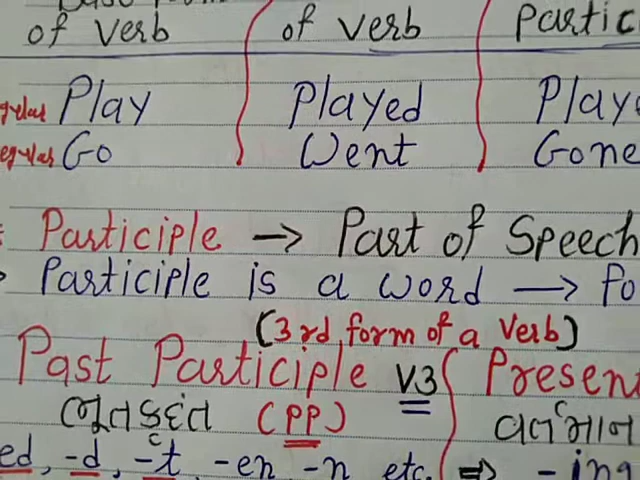 of verb of verb Partic
Play Played Play
Go Went Gone
Participle → Part of Speech
Participle is a word → fo
(3rd form of a verb)
Past Participle V3 Present
ભૂતકૃદંત (PP) વર્તમાન
ed, -d, -t, -en -n etc. ⇒ -ing